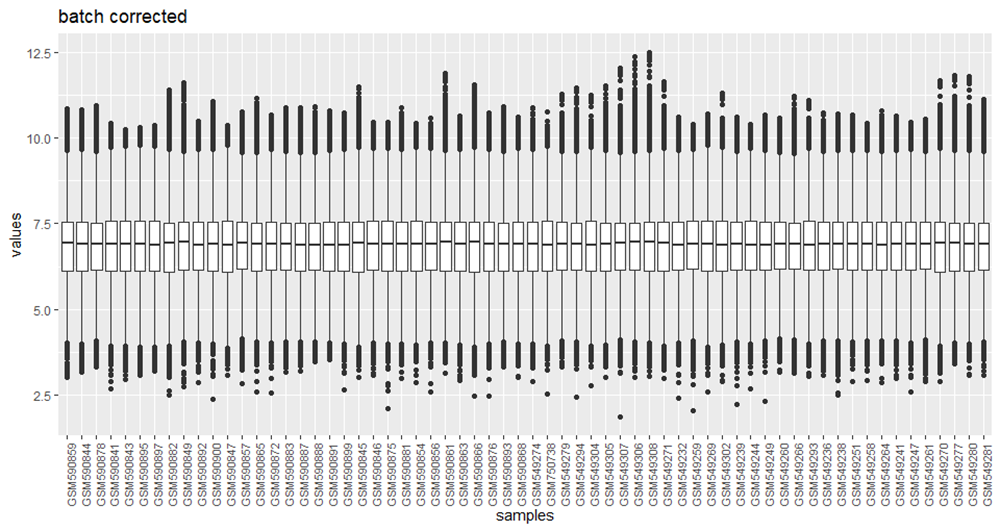 batch corrected
12.5
10.0
7.5
5.0
2.5
values
GSM590859
GSM590844
GSM590878
GSM590841
GSM590843
GSM590895
GSM590897
GSM590882
GSM590849
GSM590892
GSM590900
GSM590847
GSM590857
GSM590865
GSM590872
GSM590883
GSM590887
GSM590888
GSM590891
GSM590899
GSM590845
GSM590846
GSM590875
GSM590881
GSM590854
GSM590856
GSM590861
GSM590863
GSM590866
GSM590876
GSM590893
GSM590868
GSM549274
GSM750738
GSM549279
GSM549294
GSM549304
GSM549305
GSM549307
GSM549306
GSM549308
GSM549271
GSM549232
GSM549259
GSM549269
GSM549302
GSM549239
GSM549244
GSM549249
GSM549260
GSM549266
GSM549293
GSM549236
GSM549238
GSM549251
GSM549258
GSM549264
GSM549241
GSM549247
GSM549261
GSM549270
GSM549277
GSM549280
GSM549281
samples